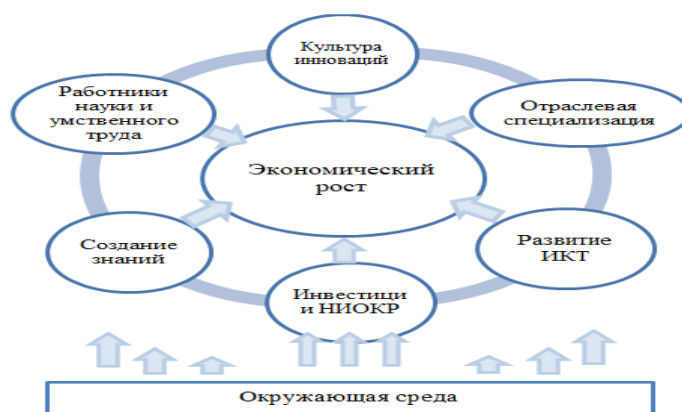 Культура
инноваций
Работники
науки и
умственного
труда
Отраслевая
специализация
Экономический
рост
Создание
знаний
Развитие
ИКТ
Инвестици
и НИОКР
Окружающая среда